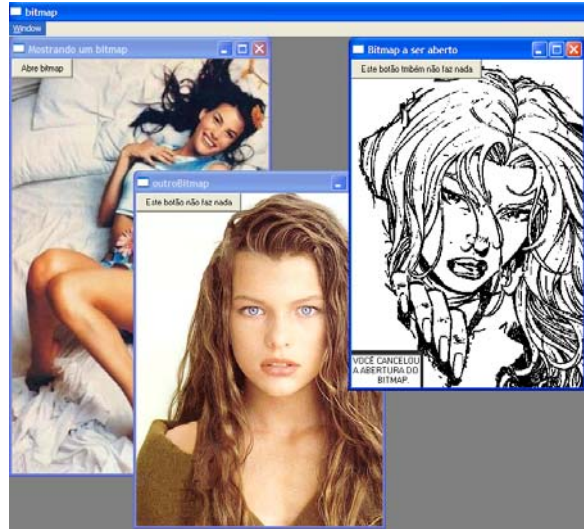 bitmap
Window
Mostrando um bitmap
Abre bitmap
outroBitmap
Este botão não faz nada
Bitmap a ser aberto
Este botão tmbém não faz nada
VOCÊ CANCELOU
A ABERTURA DO
BITMAP.